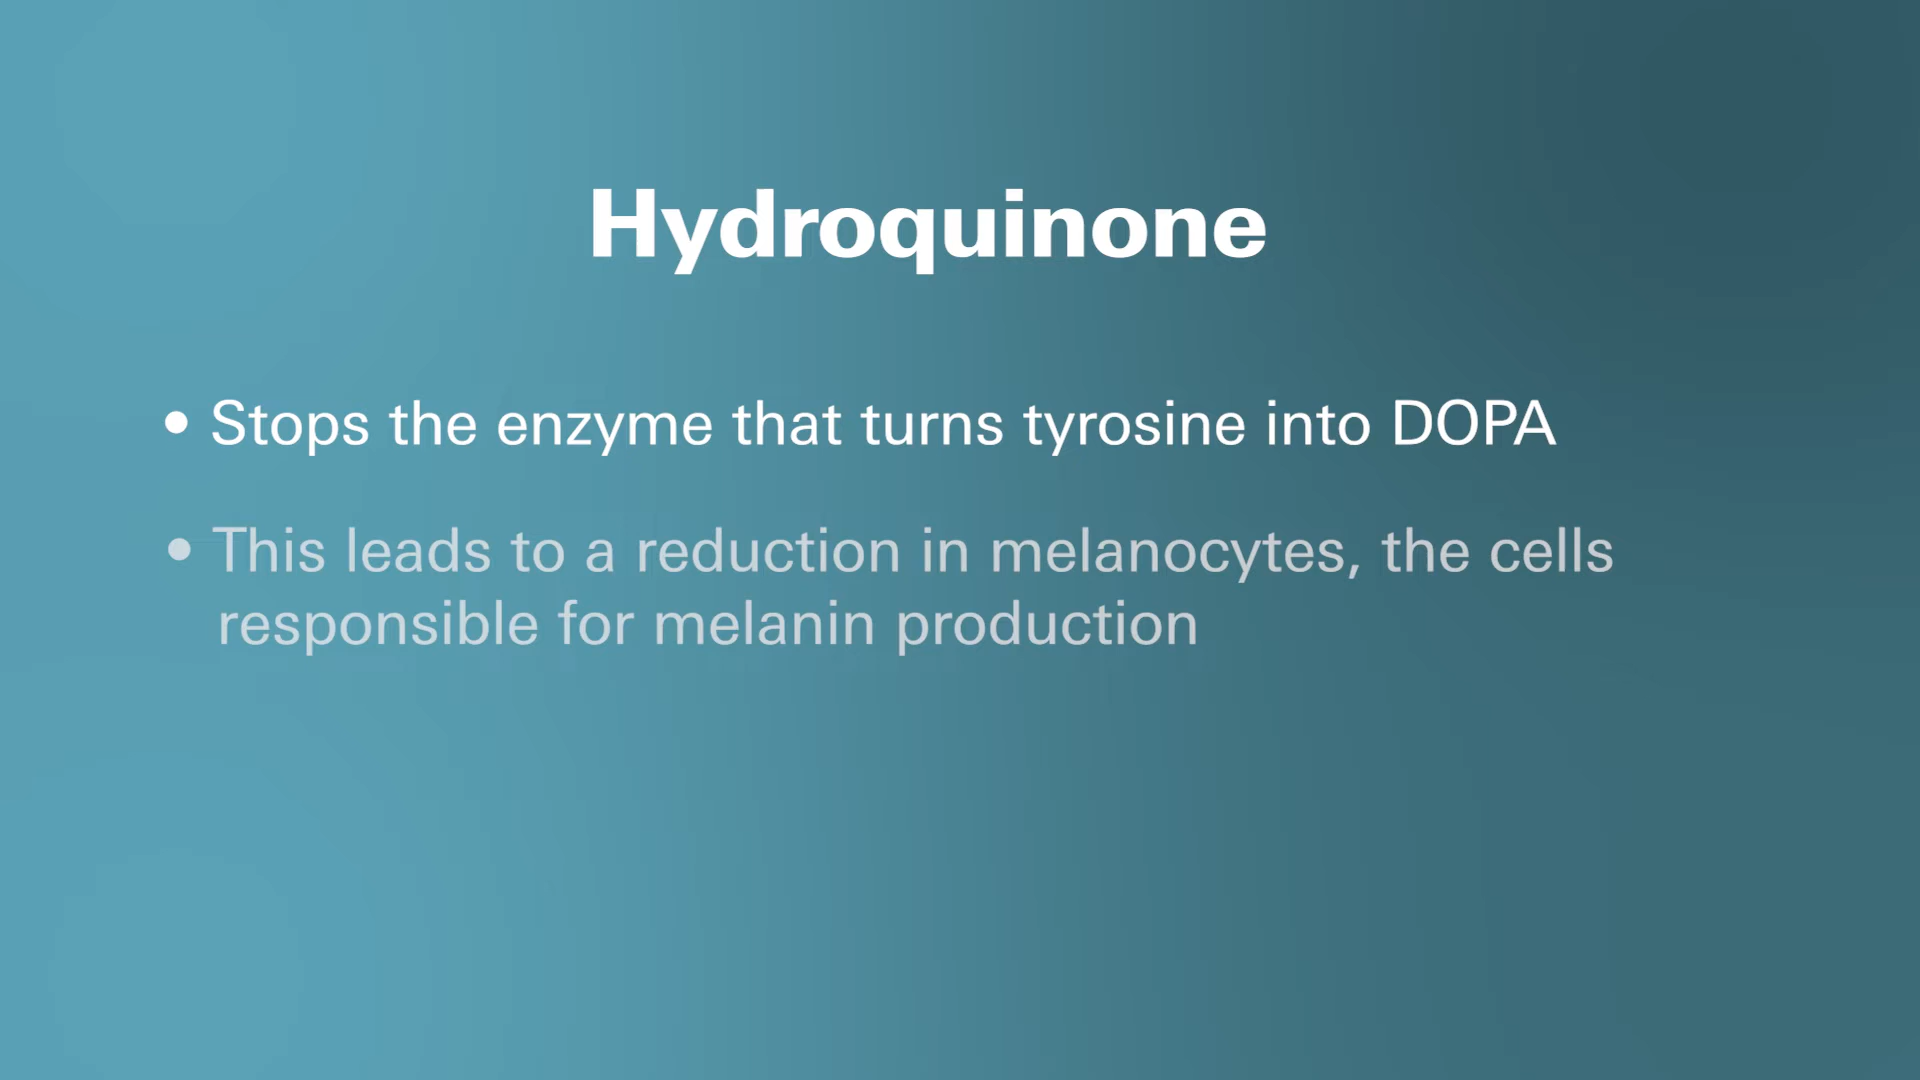 Hydroquinone
• Stops the enzyme that turns tyrosine into DOPA
• This leads to a reduction in melanocytes, the cells
responsible for melanin production